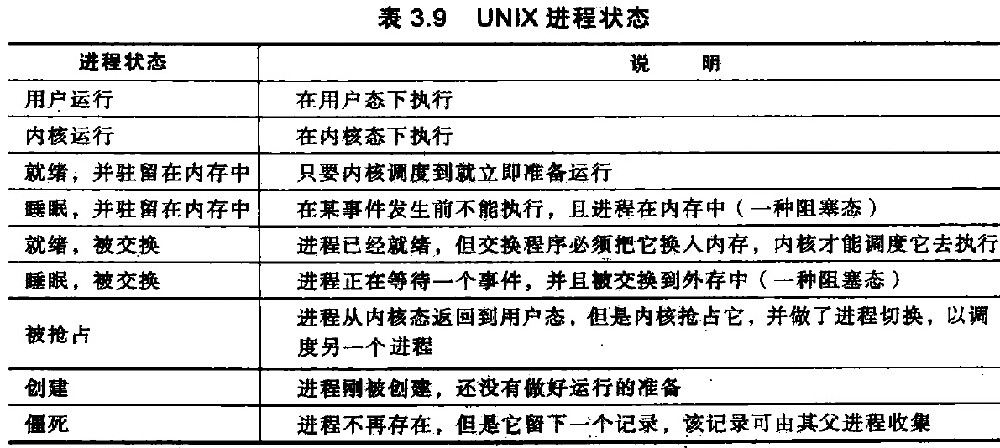 表 3.9 UNIX 进程状态
进程状态 说 明
用户运行 在用户态下执行
内核运行 在内核态下执行
就绪，并驻留在内存中 只要内核调度到就立即准备运行
睡眠，并驻留在内存中 在某事件发生前不能执行，且进程在内存中（一种阻塞态）
就绪，被交换 进程已经就绪，但交换程序必须把它换入内存，内核才能调度它去执行
睡眠，被交换 进程正在等待一个事件，并且被交换到外存中（一种阻塞态）
被抢占 进程从内核态返回到用户态，但是内核抢占它，并做了进程切换，以调
度另一个进程
创建 进程刚被创建，还没有做好运行的准备
僵死 进程不再存在，但是它留下一个记录，该记录可由其父进程收集